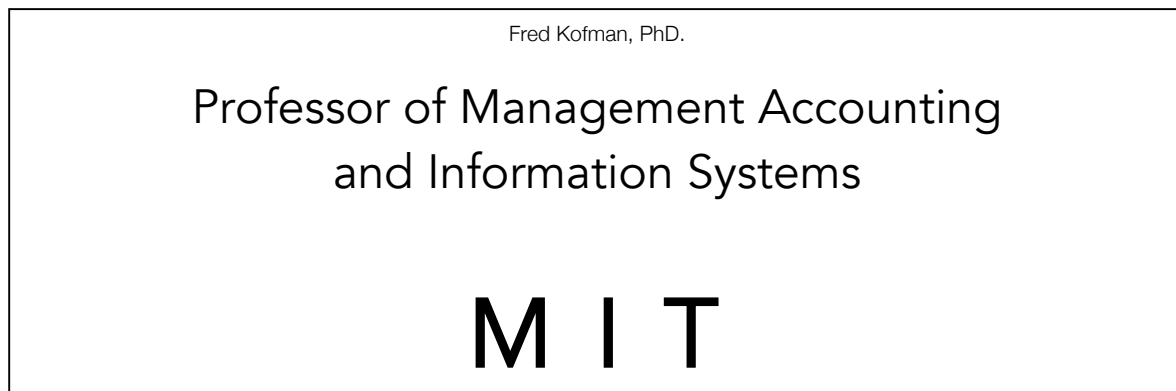 Fred Kofman, PhD.
Professor of Management Accounting
and Information Systems
M I T